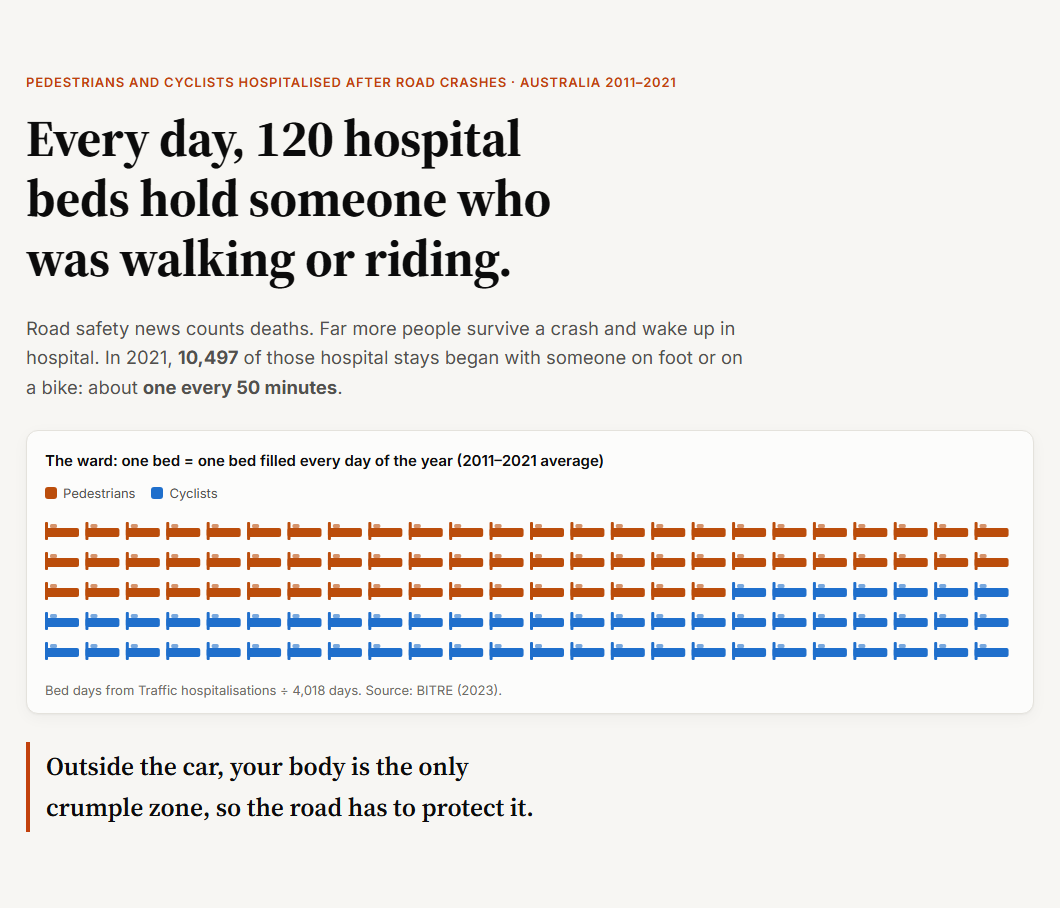 PEDESTRIANS AND CYCLISTS HOSPITALISED AFTER ROAD CRASHES · AUSTRALIA 2011–2021
Every day, 120 hospital
beds hold someone who
was walking or riding.
Road safety news counts deaths. Far more people survive a crash and wake up in
hospital. In 2021, 10,497 of those hospital stays began with someone on foot or on
a bike: about one every 50 minutes.
The ward: one bed = one bed filled every day of the year (2011–2021 average)
Pedestrians Cyclists
Bed days from Traffic hospitalisations ÷ 4,018 days. Source: BITRE (2023).
Outside the car, your body is the only
crumple zone, so the road has to protect it.